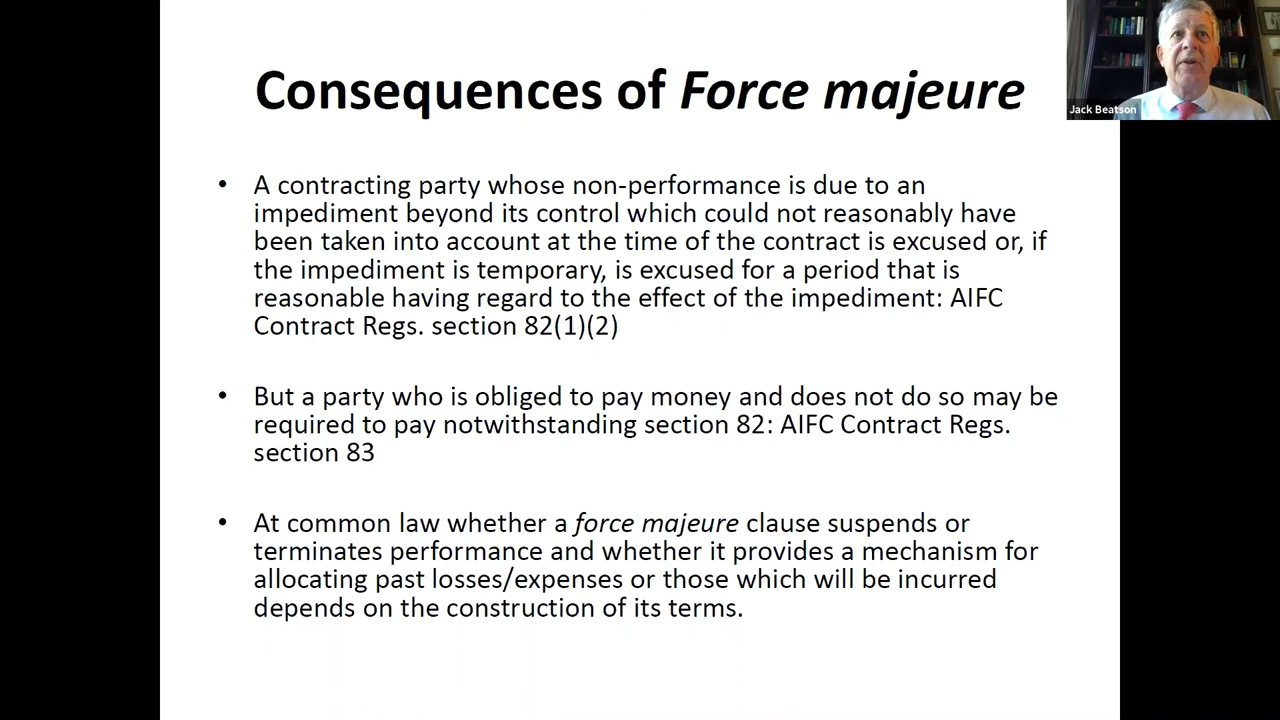 Consequences of Force majeure
Jack Beatson
• A contracting party whose non-performance is due to an
impediment beyond its control which could not reasonably have
been taken into account at the time of the contract is excused or, if
the impediment is temporary, is excused for a period that is
reasonable having regard to the effect of the impediment: AIFC
Contract Regs. section 82(1)(2)
• But a party who is obliged to pay money and does not do so may be
required to pay notwithstanding section 82: AIFC Contract Regs.
section 83
• At common law whether a force majeure clause suspends or
terminates performance and whether it provides a mechanism for
allocating past losses/expenses or those which will be incurred
depends on the construction of its terms.